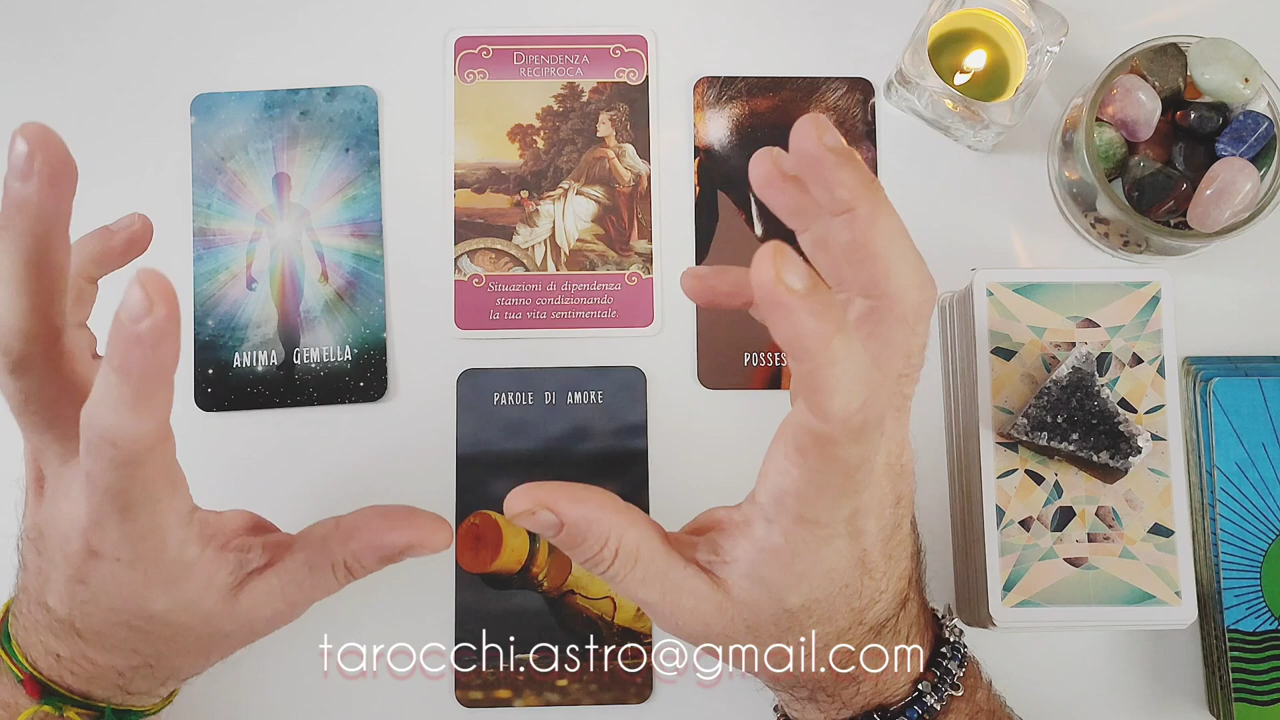 DIPENDENZA
RECIPROCA
Situazioni di dipendenza
stanno condizionando
la tua vita sentimentale.
ANIMA GEMELLA
PAROLE DI AMORE
tarocchi.astro@gmail.com